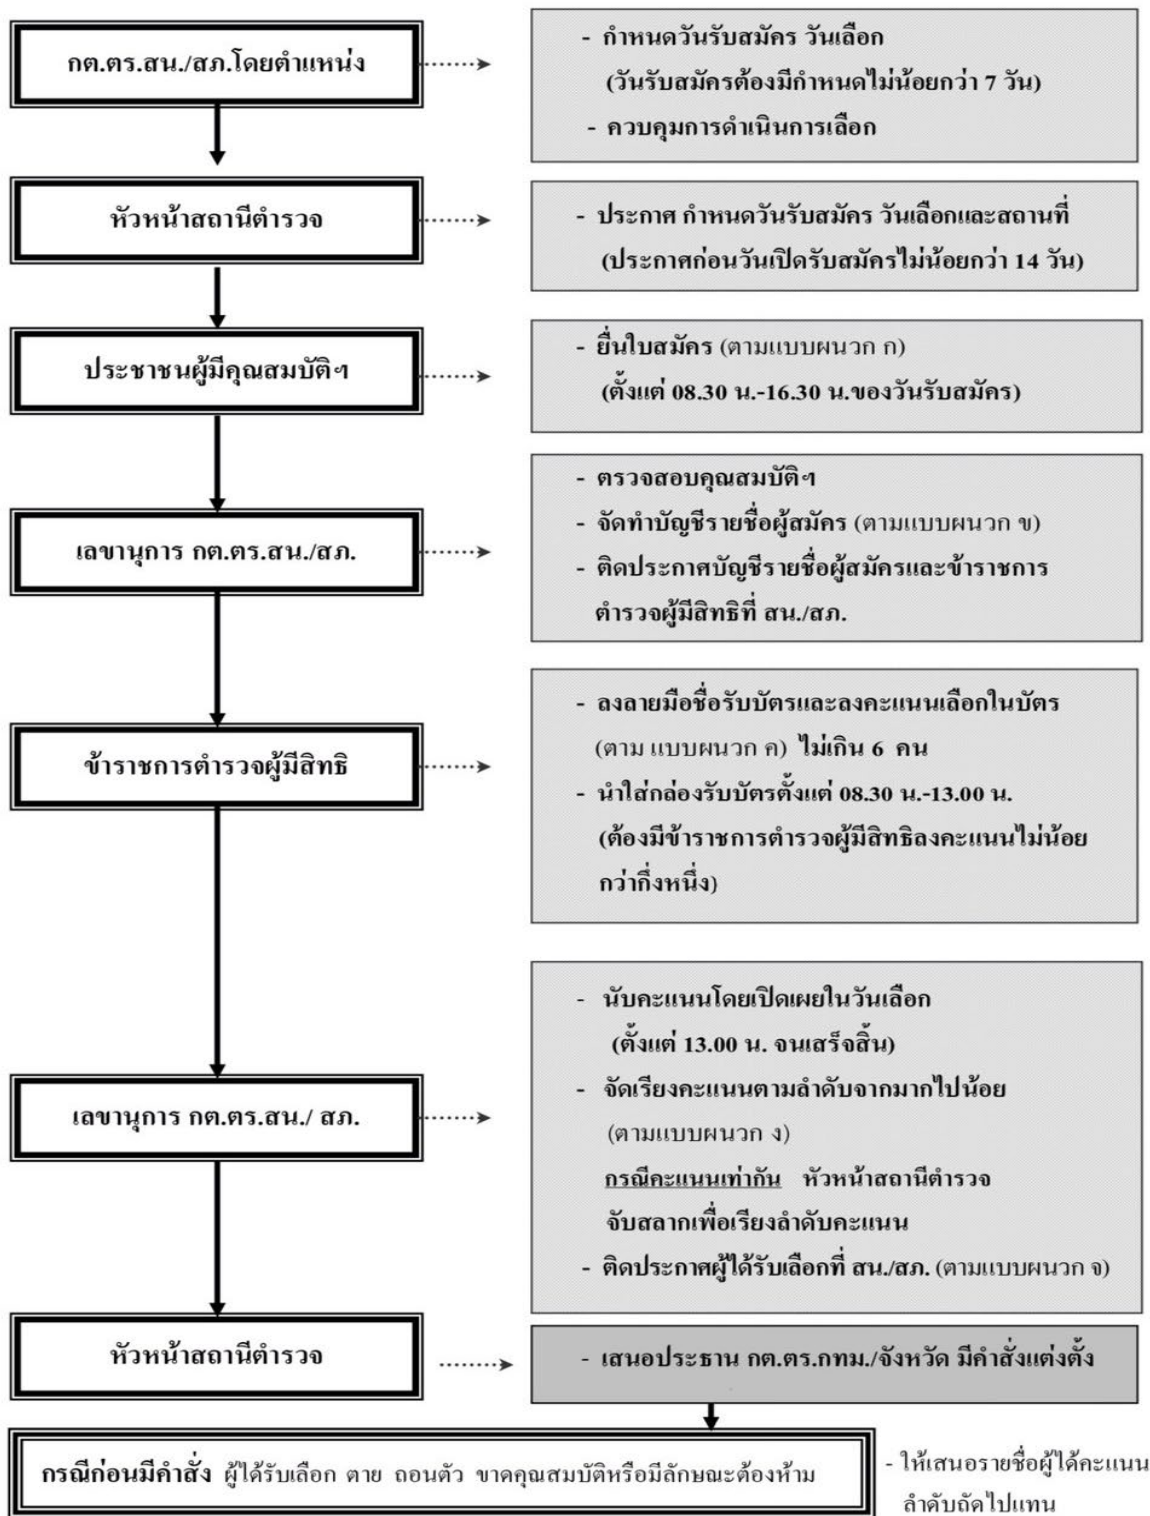 กต.ตร.สน./สภ.โดยตำแหน่ง
- กำหนดวันรับสมัคร วันเลือก
(วันรับสมัครต้องมีกำหนดไม่น้อยกว่า 7 วัน)
- ควบคุมการดำเนินการเลือก
หัวหน้าสถานีตำรวจ
- ประกาศ กำหนดวันรับสมัคร วันเลือกและสถานที่
(ประกาศก่อนวันเปิดรับสมัครไม่น้อยกว่า 14 วัน)
ประชาชนผู้มีคุณสมบัติฯ
- ยื่นใบสมัคร (ตามแบบผนวก ก)
(ตั้งแต่ 08.30 น.-16.30 น.ของวันรับสมัคร)
เลขานุการ กต.ตร.สน./สภ.
- ตรวจสอบคุณสมบัติฯ
- จัดทำบัญชีรายชื่อผู้สมัคร (ตามแบบผนวก ข)
- ติดประกาศบัญชีรายชื่อผู้สมัครและข้าราชการ
ตำรวจผู้มีสิทธิที่ สน./สภ.
ข้าราชการตำรวจผู้มีสิทธิ
- ลงลายมือชื่อรับบัตรและลงคะแนนเลือกในบัตร
(ตาม แบบผนวก ค) ไม่เกิน 6 คน
- นำใส่กล่องรับบัตรตั้งแต่ 08.30 น.-13.00 น.
(ต้องมีข้าราชการตำรวจผู้มีสิทธิลงคะแนนไม่น้อย
กว่ากึ่งหนึ่ง)
เลขานุการ กต.ตร.สน./ สภ.
- นับคะแนนโดยเปิดเผยในวันเลือก
(ตั้งแต่ 13.00 น. จนเสร็จสิ้น)
- จัดเรียงคะแนนตามลำดับจากมากไปน้อย
(ตามแบบผนวก ง)
กรณีคะแนนเท่ากัน หัวหน้าสถานีตำรวจ
จับสลากเพื่อเรียงลำดับคะแนน
- ติดประกาศผู้ได้รับเลือกที่ สน./สภ. (ตามแบบผนวก จ)
หัวหน้าสถานีตำรวจ
- เสนอประธาน กต.ตร.กทม./จังหวัด มีคำสั่งแต่งตั้ง
กรณีก่อนมีคำสั่ง ผู้ได้รับเลือก ตาย ถอนตัว ขาดคุณสมบัติหรือมีลักษณะต้องห้าม
- ให้เสนอรายชื่อผู้ได้คะแนน
ลำดับถัดไปแทน